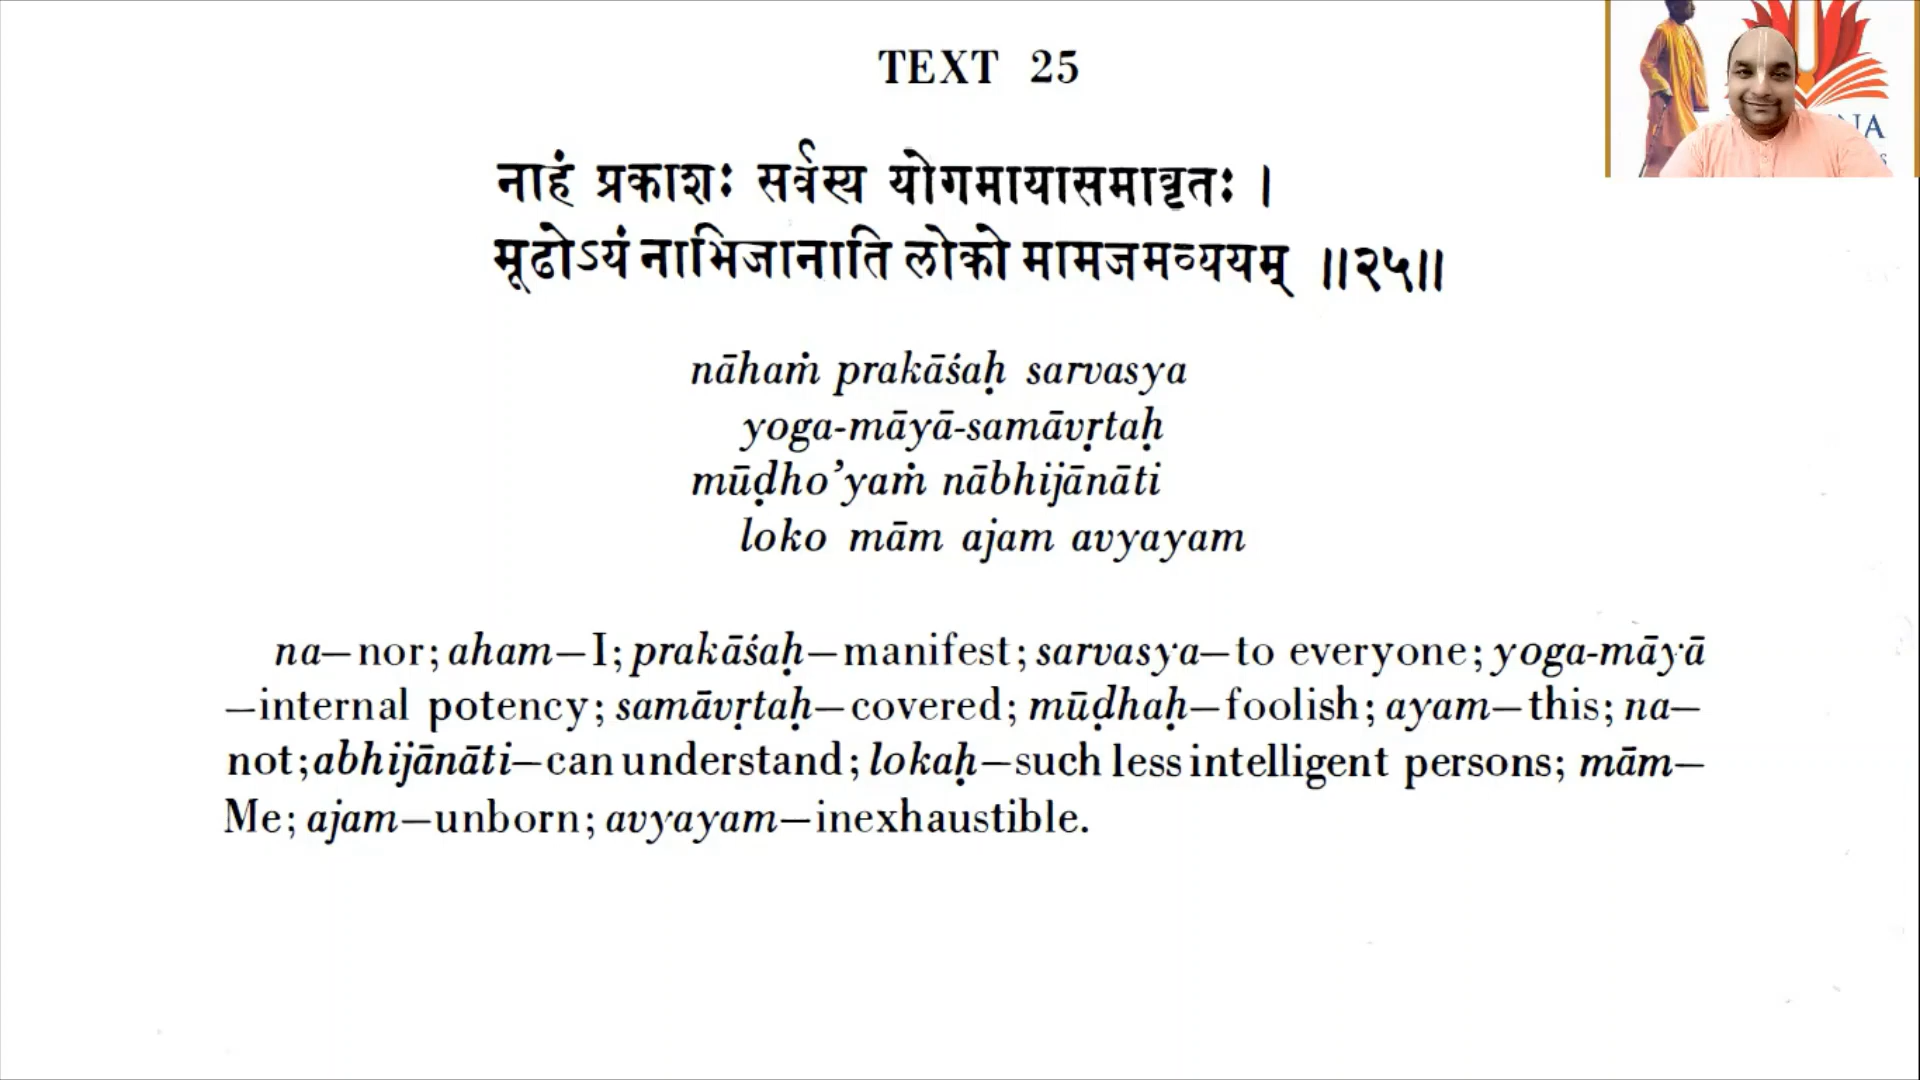 TEXT 25
नाहं प्रकाशः सर्वस्य योगमायासमावृतः ।
मूढोऽयं नाभिजानाति लोको मामजमव्ययम् ॥२५॥
nāhaṁ prakāśaḥ sarvasya
yoga-māyā-samāvṛtaḥ
mūḍho’yaṁ nābhijānāti
loko mām ajam avyayam
na—nor; aham—I; prakāśaḥ—manifest; sarvasya—to everyone; yoga-māyā
—internal potency; samāvṛtaḥ—covered; mūḍhaḥ—foolish; ayam—this; na—
not; abhijānāti—can understand; lokaḥ—such less intelligent persons; mām—
Me; ajam—unborn; avyayam—inexhaustible.